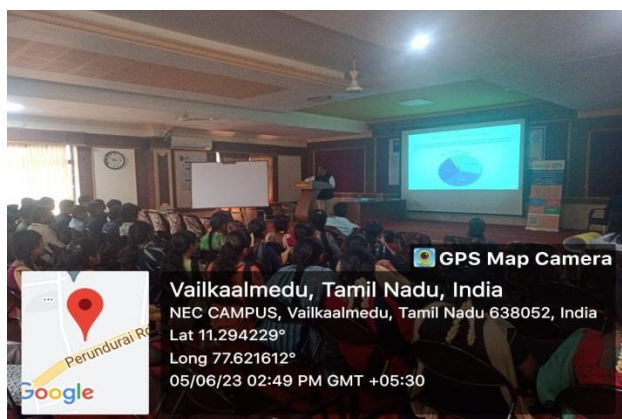 GPS Map Camera
Vailkaalmedu, Tamil Nadu, India
NEC CAMPUS, Vailkaalmedu, Tamil Nadu 638052, India
Lat 11.294229°
Long 77.621612°
05/06/23 02:49 PM GMT +05:30
Perundurai Ro
Google